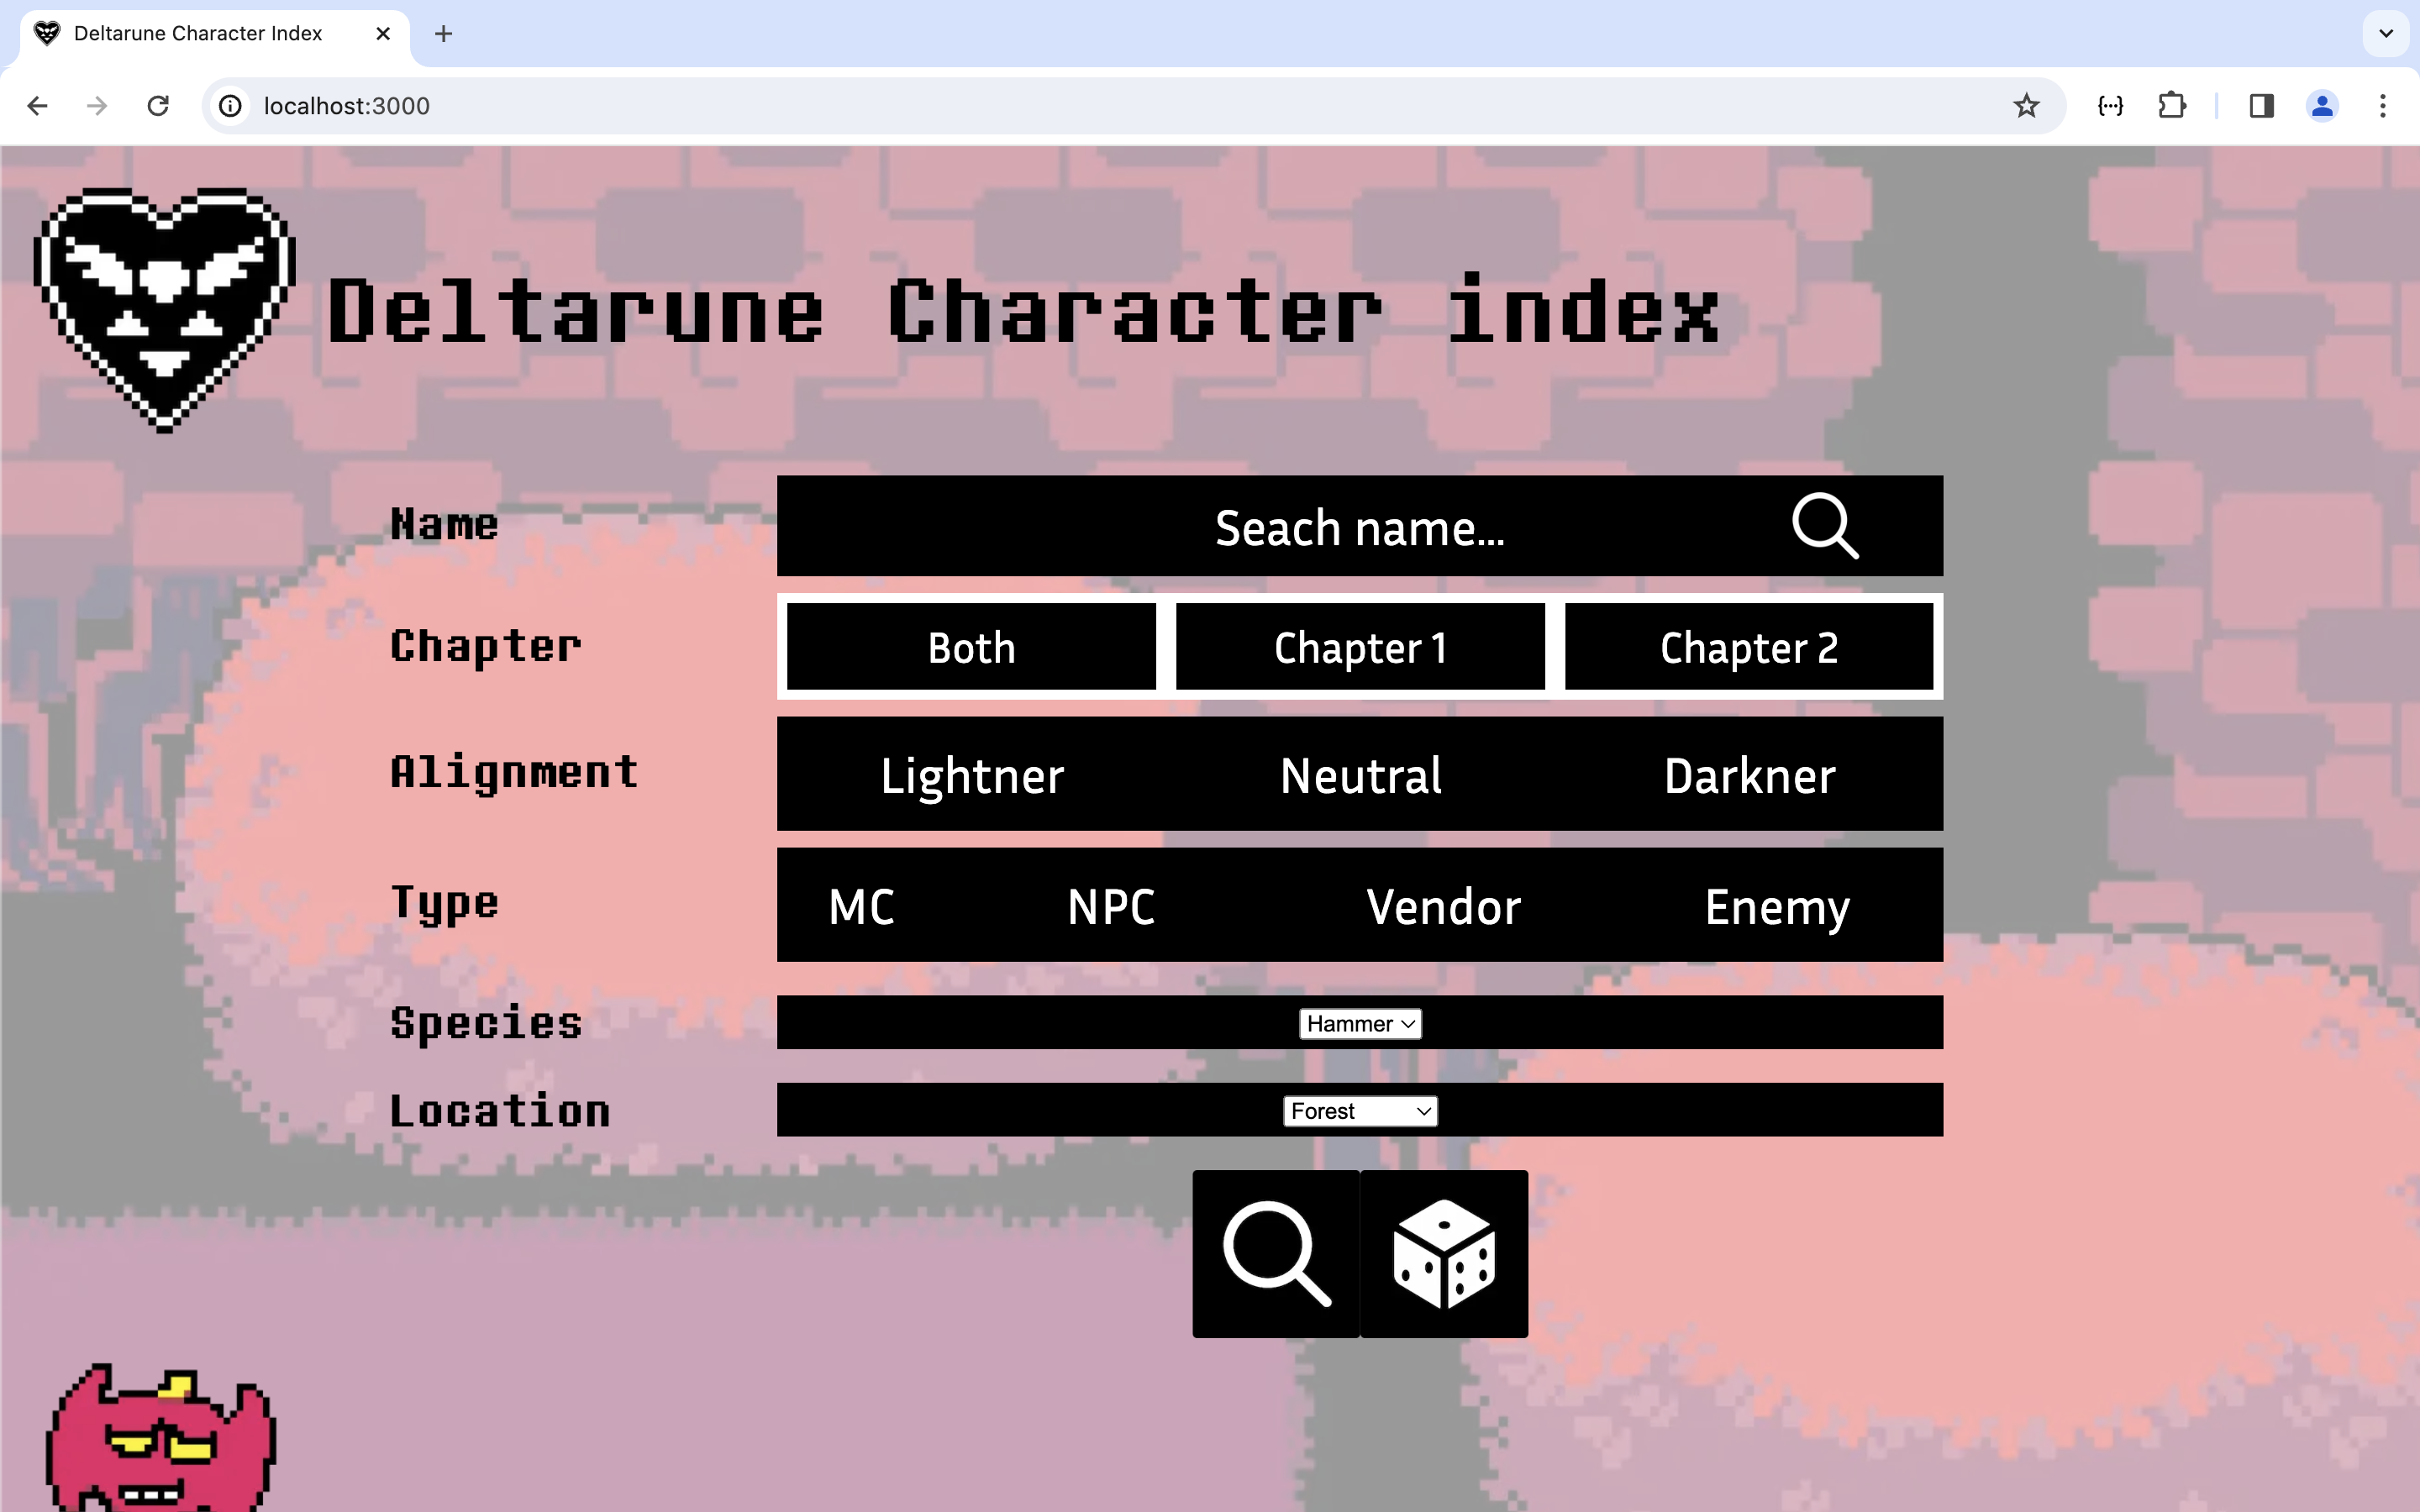 Deltarune Character Index
localhost:3000
Deltarune Character index
Name
Seach name...
Chapter
Both Chapter 1 Chapter 2
Alignment
Lightner Neutral Darkner
Type
MC NPC Vendor Enemy
Species
Hammer
Location
Forest